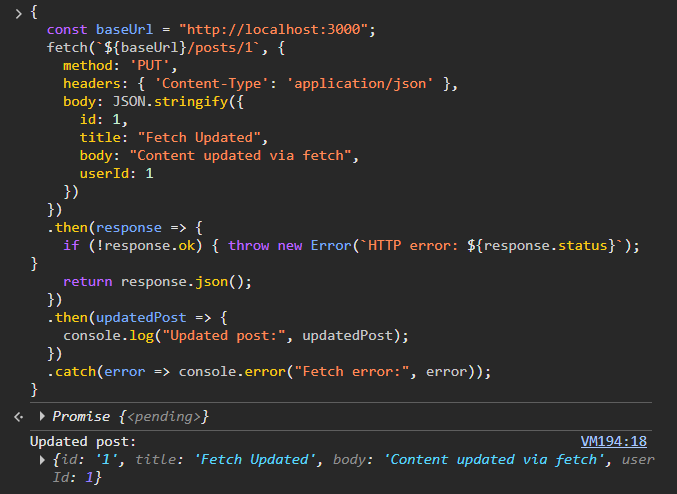 {
  const baseUrl = "http://localhost:3000";
  fetch(`${baseUrl}/posts/1`, {
    method: 'PUT',
    headers: { 'Content-Type': 'application/json' },
    body: JSON.stringify({
      id: 1,
      title: "Fetch Updated",
      body: "Content updated via fetch",
      userId: 1
    })
  })
  .then(response => {
    if (!response.ok) { throw new Error(`HTTP error: ${response.status}`);
}
    return response.json();
  })
  .then(updatedPost => {
    console.log("Updated post:", updatedPost);
  })
  .catch(error => console.error("Fetch error:", error));
}
Promise {<pending>}
Updated post: VM194:18
{id: '1', title: 'Fetch Updated', body: 'Content updated via fetch', user
Id: 1}